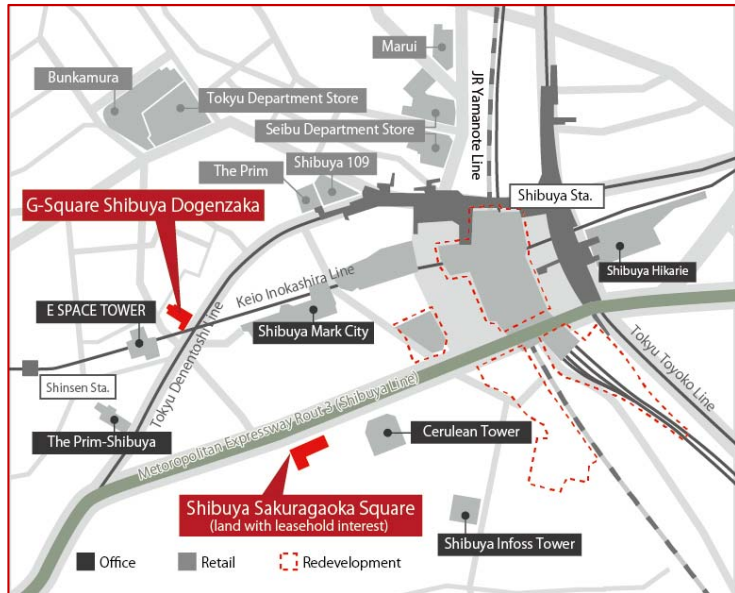 Marui
Bunkamura
Tokyu Department Store
JR Yamanote Line
Seibu Department Store
Shibuya 109
The Prim
Shibuya Sta.
G-Square Shibuya Dogenzaka
Keio Inokashira Line
Shibuya Hikarie
E SPACE TOWER
Shibuya Mark City
Tokyu Denentoshi Line
Tokyu Toyoko Line
Shinsen Sta.
The Prim-Shibuya
Metoropolitan Expressway Rout 3 (Shibuya Line)
Cerulean Tower
Shibuya Sakuragaoka Square
(land with leasehold interest)
Shibuya Infoss Tower
Office
Retail
Redevelopment